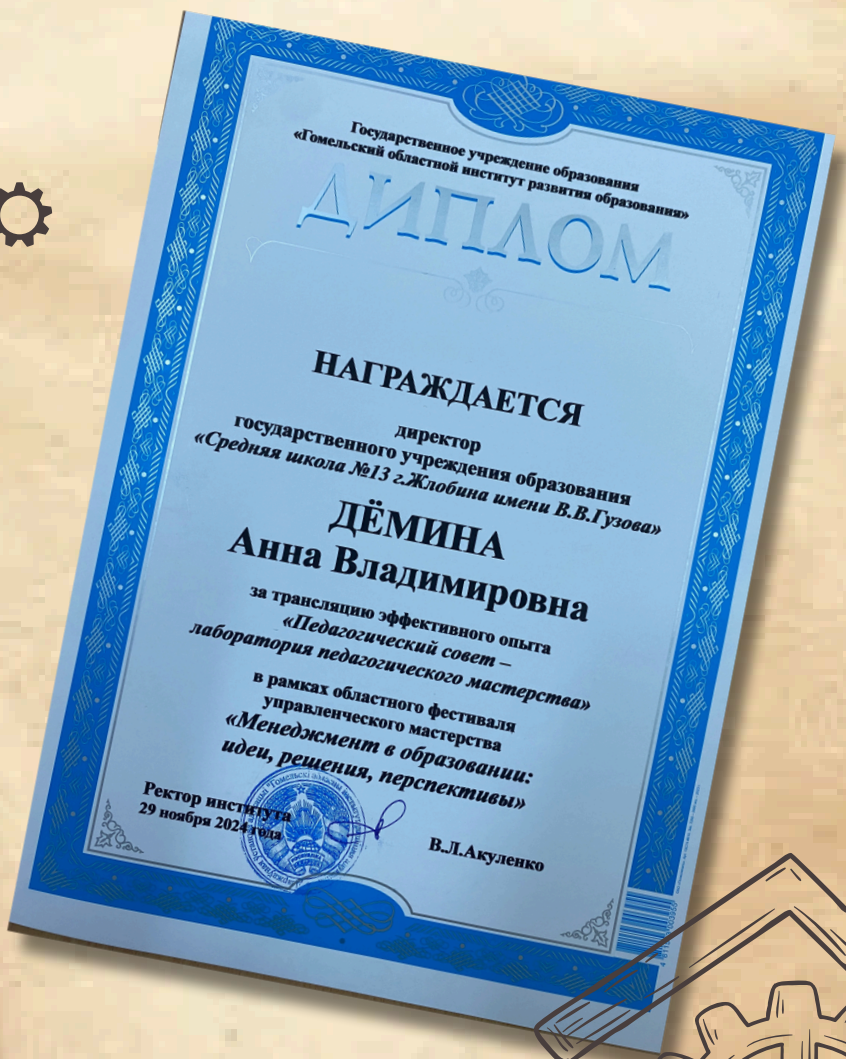 Государственное учреждение образования
«Гомельский областной институт развития образования»
ДИПЛОМ
НАГРАЖДАЕТСЯ
директор
государственного учреждения образования
«Средняя школа №13 г.Жлобина имени В.В.Гузова»
ДЁМИНА
Анна Владимировна
за трансляцию эффективного опыта
«Педагогический совет –
лаборатория педагогического мастерства»
в рамках областного фестиваля
управленческого мастерства
«Менеджмент в образовании:
идеи, решения, перспективы»
Ректор института
29 ноября 2024 года
В.Л.Акуленко